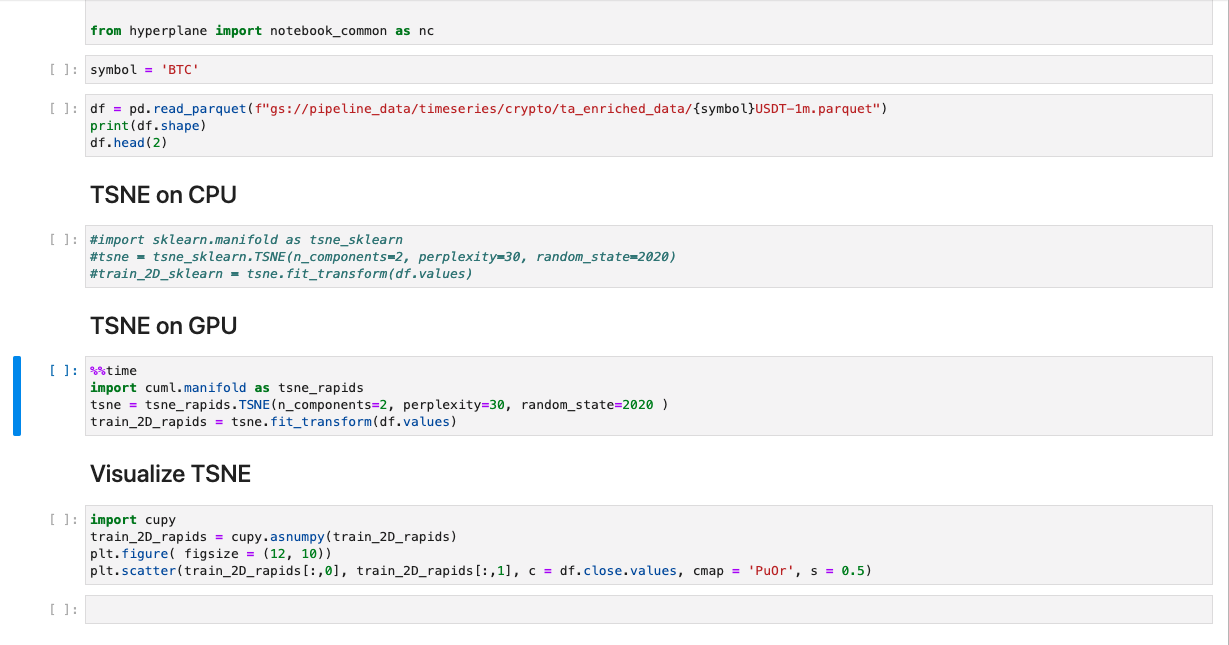 from hyperplane import notebook_common as nc
[ ]: symbol = 'BTC'
[ ]: df = pd.read_parquet(f"gs://pipeline_data/timeseries/crypto/ta_enriched_data/{symbol}USDT-1m.parquet")
print(df.shape)
df.head(2)
TSNE on CPU
[ ]: #import sklearn.manifold as tsne_sklearn
#tsne = tsne_sklearn.TSNE(n_components=2, perplexity=30, random_state=2020)
#train_2D_sklearn = tsne.fit_transform(df.values)
TSNE on GPU
[ ]: %%time
import cuml.manifold as tsne_rapids
tsne = tsne_rapids.TSNE(n_components=2, perplexity=30, random_state=2020 )
train_2D_rapids = tsne.fit_transform(df.values)
Visualize TSNE
[ ]: import cupy
train_2D_rapids = cupy.asnumpy(train_2D_rapids)
plt.figure( figsize = (12, 10))
plt.scatter(train_2D_rapids[:,0], train_2D_rapids[:,1], c = df.close.values, cmap = 'PuOr', s = 0.5)
[ ]: